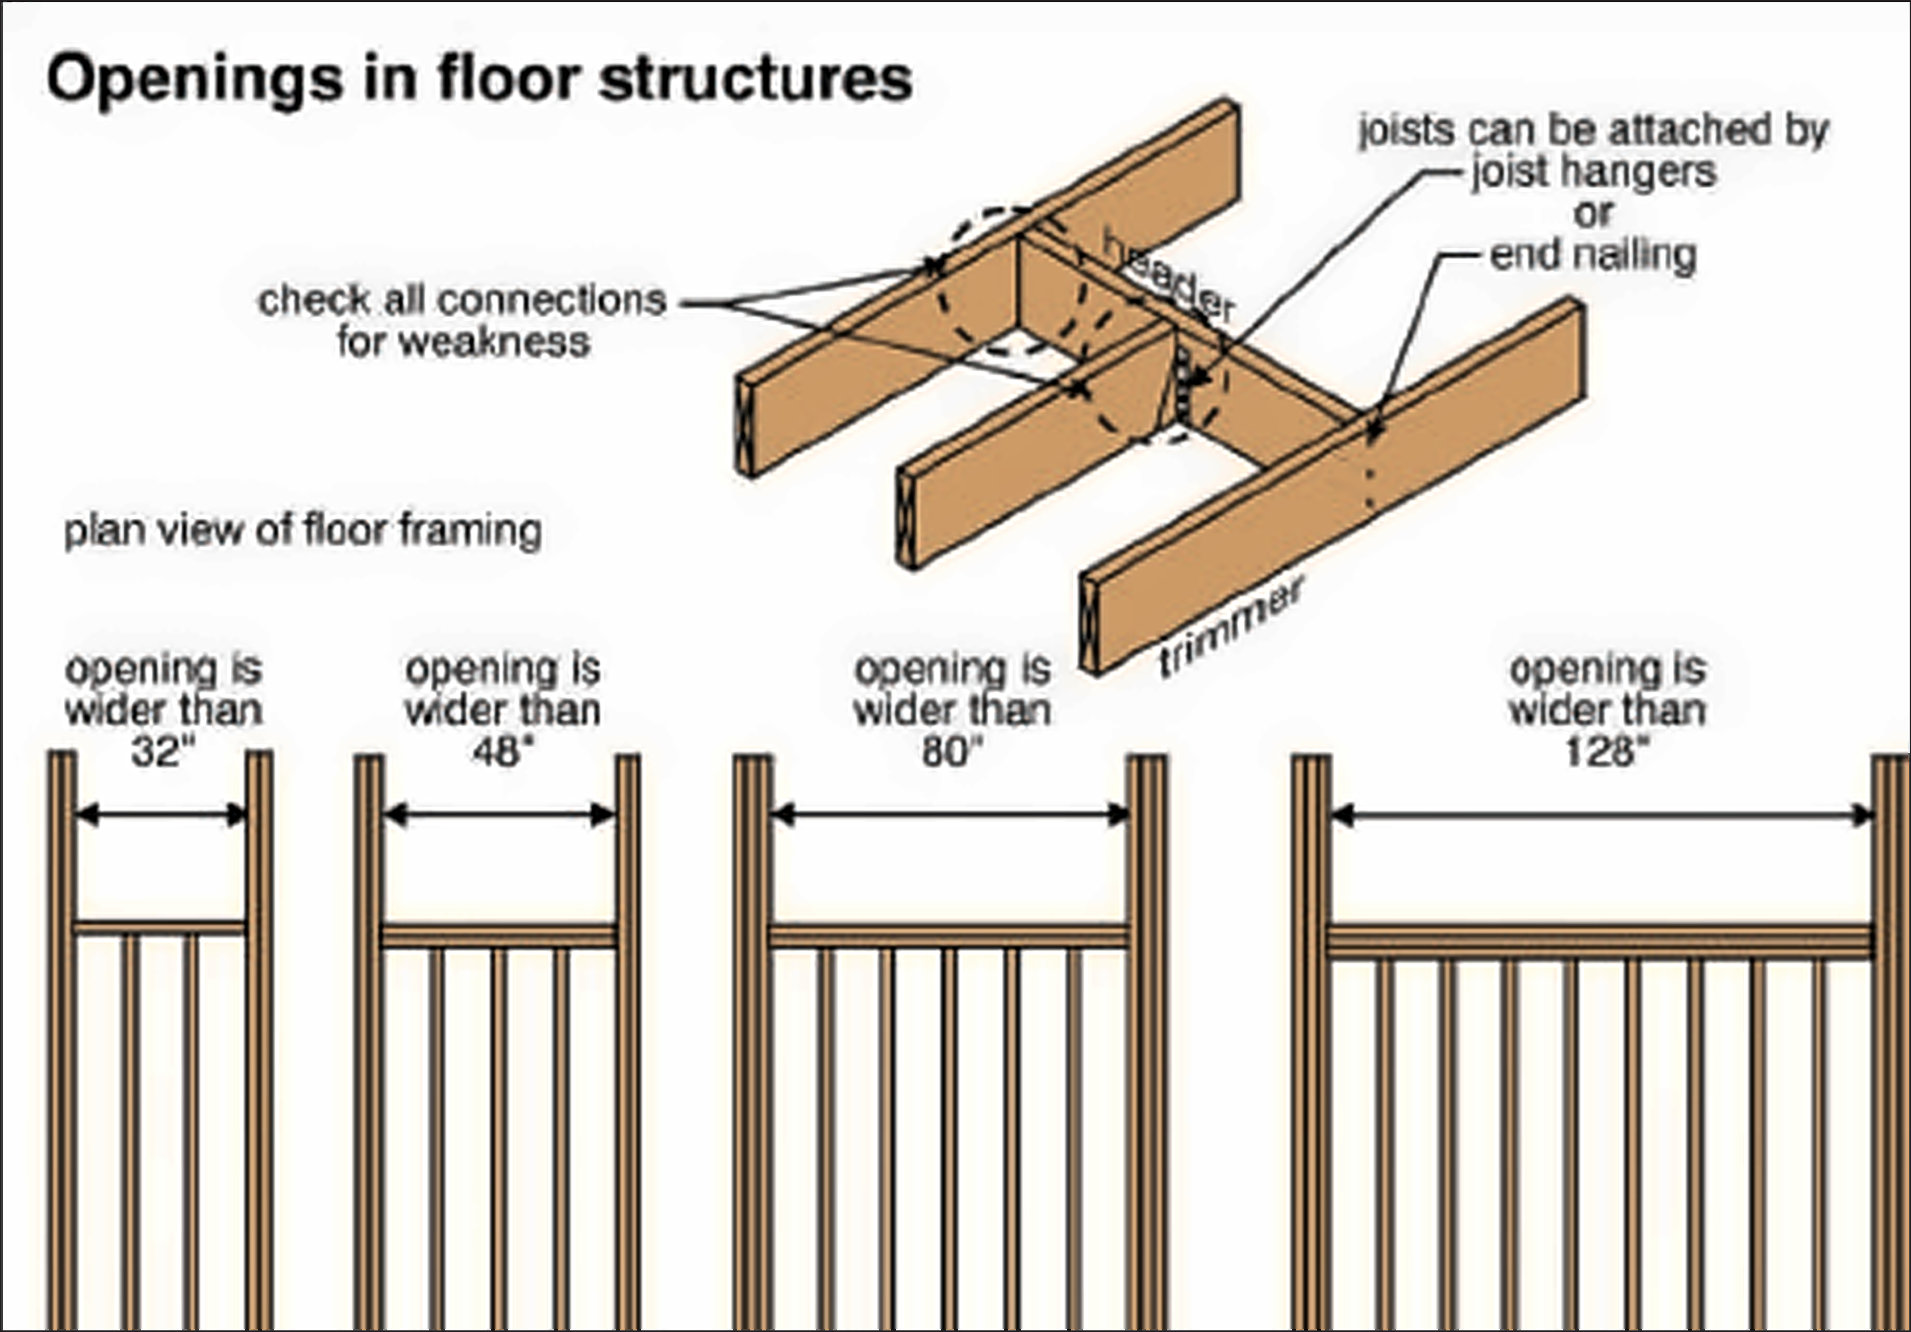 Openings in floor structures
joists can be attached by
joist hangers
or
end nailing
header
check all connections
for weakness
trimmer
plan view of floor framing
opening is
wider than
32"
opening is
wider than
48"
opening is
wider than
80"
opening is
wider than
128"